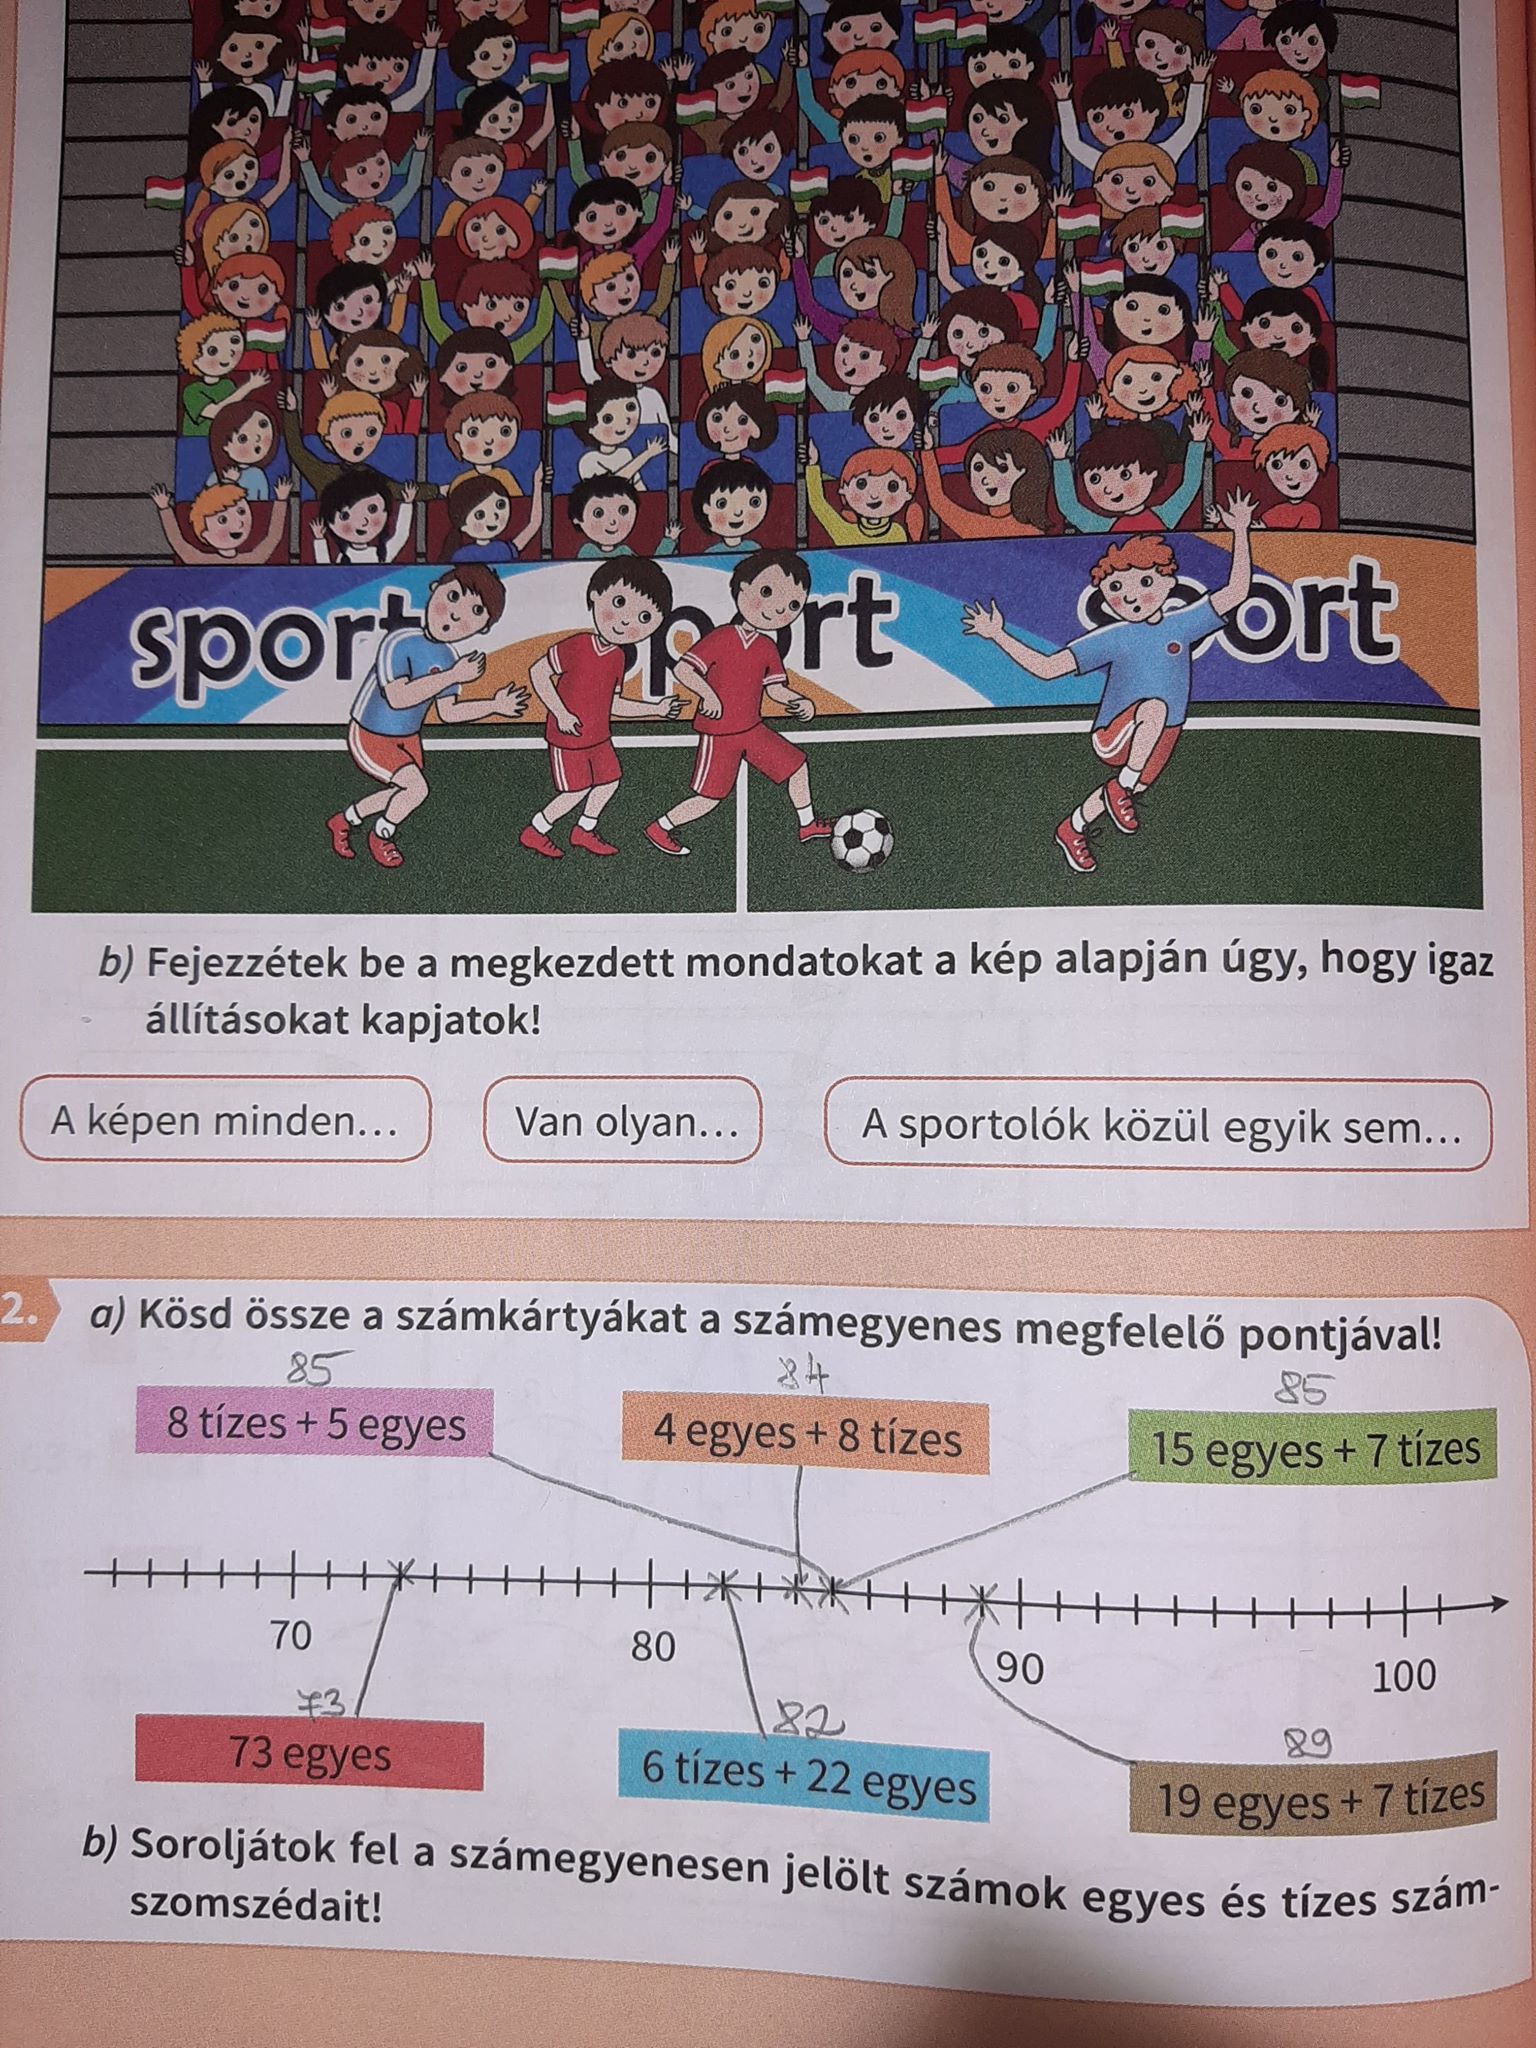 sport sport sport
b) Fejezzétek be a megkezdett mondatokat a kép alapján úgy, hogy igaz
állításokat kapjatok!
A képen minden... Van olyan... A sportolók közül egyik sem...
2. a) Kösd össze a számkártyákat a számegyenes megfelelő pontjával!
85 84 85
8 tízes + 5 egyes 4 egyes + 8 tízes 15 egyes + 7 tízes
70 80 90 100
73 82 89
73 egyes 6 tízes + 22 egyes 19 egyes + 7 tízes
b) Soroljátok fel a számegyenesen jelölt számok egyes és tízes szám-
szomszédait!